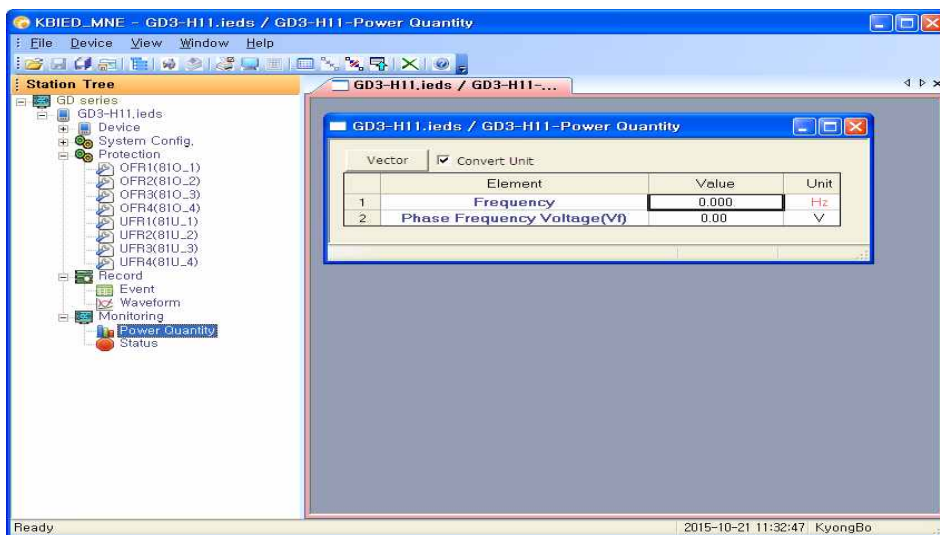 KBIED_MNE - GD3-H11.ieds / GD3-H11-Power Quantity
File Device View Window Help
Station Tree
GD3-H11.ieds / GD3-H11-...
GD series
GD3-H11.ieds
Device
System Config.
Protection
OFR1(81O_1)
OFR2(81O_2)
OFR3(81O_3)
OFR4(81O_4)
UFR1(81U_1)
UFR2(81U_2)
UFR3(81U_3)
UFR4(81U_4)
Record
Event
Waveform
Monitoring
Power Quantity
Status
GD3-H11.ieds / GD3-H11-Power Quantity
Vector Convert Unit
Element Value Unit
1 Frequency 0.000 Hz
2 Phase Frequency Voltage(Vf) 0.00 V
Ready 2015-10-21 11:32:47 KyongBo